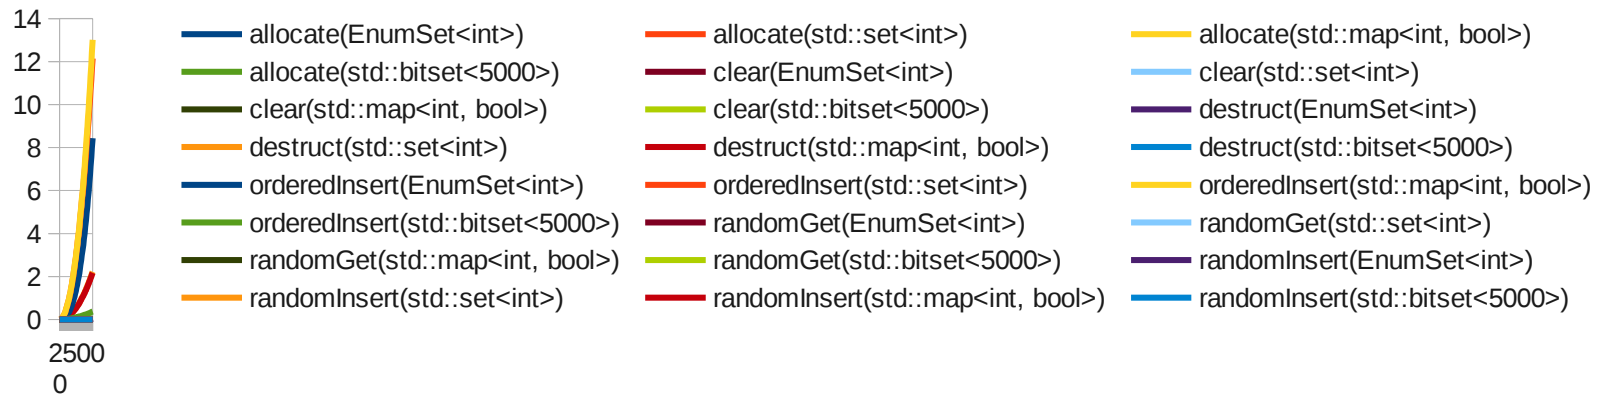 14
12
10
8
6
4
2
0
2500
0
allocate(EnumSet<int>) allocate(std::set<int>) allocate(std::map<int, bool>)
allocate(std::bitset<5000>) clear(EnumSet<int>) clear(std::set<int>)
clear(std::map<int, bool>) clear(std::bitset<5000>) destruct(EnumSet<int>)
destruct(std::set<int>) destruct(std::map<int, bool>) destruct(std::bitset<5000>)
orderedInsert(EnumSet<int>) orderedInsert(std::set<int>) orderedInsert(std::map<int, bool>)
orderedInsert(std::bitset<5000>) randomGet(EnumSet<int>) randomGet(std::set<int>)
randomGet(std::map<int, bool>) randomGet(std::bitset<5000>) randomInsert(EnumSet<int>)
randomInsert(std::set<int>) randomInsert(std::map<int, bool>) randomInsert(std::bitset<5000>)